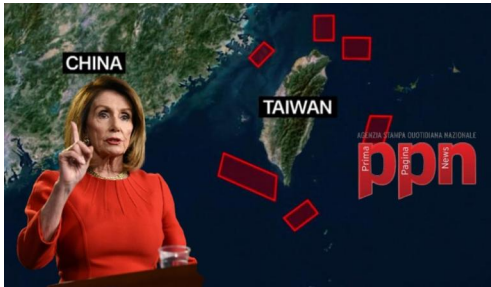 CHINA
TAIWAN
AGENZIA STAMPA QUOTIDIANA NAZIONALE
ppn
Prima
Pagina
News